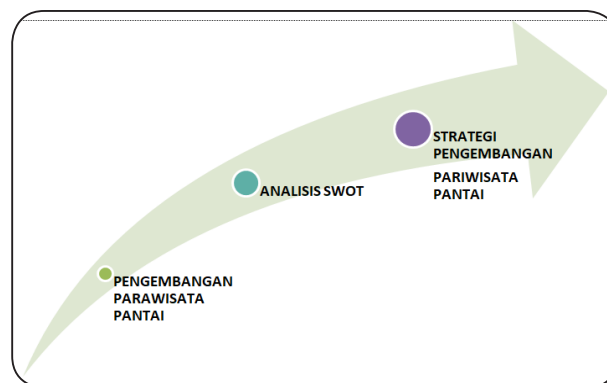 STRATEGI
PENGEMBANGAN
PARIWISATA
PANTAI
ANALISIS SWOT
PENGEMBANGAN
PARAWISATA
PANTAI